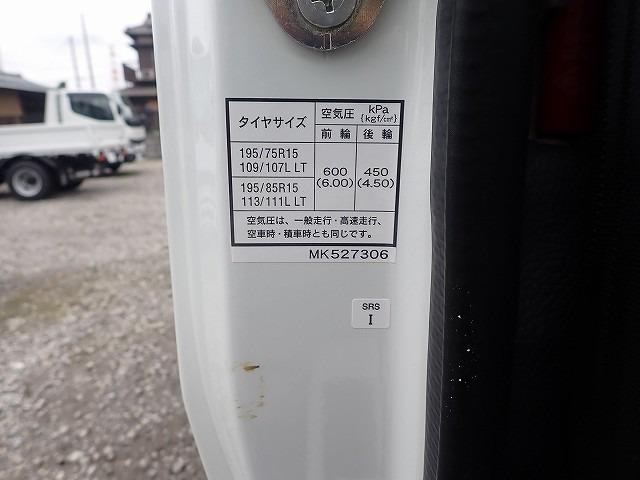 タイヤサイズ 空気圧 kPa {kgf/c㎡}
前輪 後輪
195/75R15
109/107L LT
600 (6.00) 450 (4.50)
195/85R15
113/111L LT
空気圧は、一般走行・高速走行、
空車時・積車時とも同じです。
MK527306
SRS
I